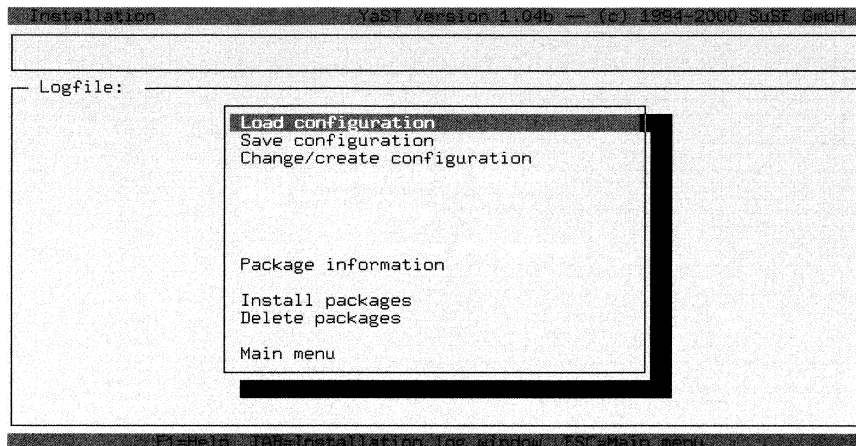 Installation YaST Version 1.04b -- (c) 1994-2000 SuSE GmbH
Logfile:
Load configuration
Save configuration
Change/create configuration
Package information
Install packages
Delete packages
Main menu
F1=Help TAB=Installation log window ESC=Main menu